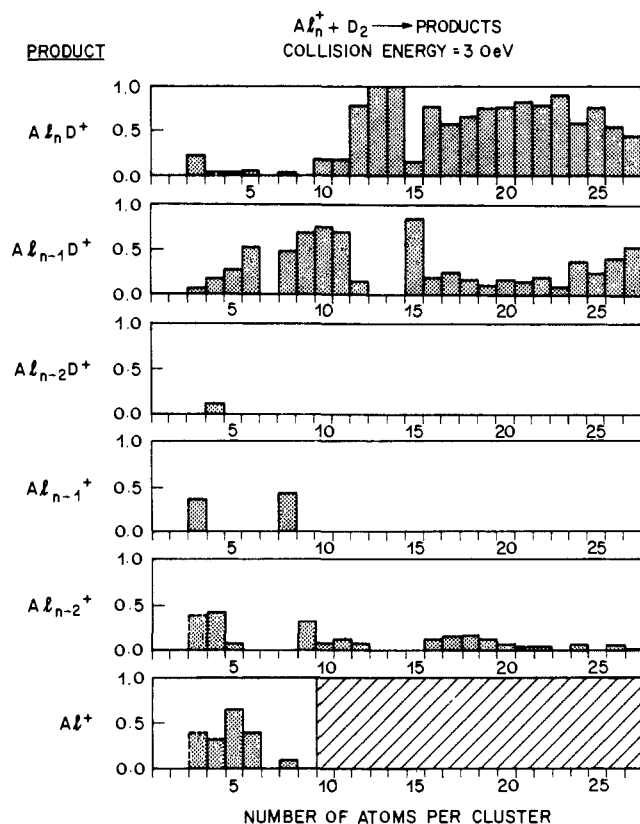 Aℓn+ + D2 → PRODUCTS
PRODUCT COLLISION ENERGY = 3 0eV
AℓnD+ 1.0
0.5
0.0
5 10 15 20 25
Aℓn-1D+ 1.0
0.5
0.0
5 10 15 20 25
Aℓn-2D+ 1.0
0.5
0.0
5 10 15 20 25
Aℓn-1+ 1.0
0.5
0.0
5 10 15 20 25
Aℓn-2+ 1.0
0.5
0.0
5 10 15 20 25
Aℓ+ 1.0
0.5
0.0
5 10 15 20 25
NUMBER OF ATOMS PER CLUSTER